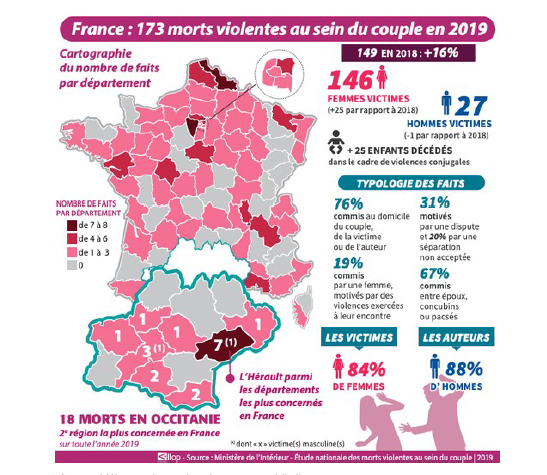 France : 173 morts violentes au sein du couple en 2019
Cartographie
du nombre de faits
par département
149 EN 2018 : +16%
146
FEMMES VICTIMES
(+25 par rapport à 2018)
27
HOMMES VICTIMES
(-1 par rapport à 2018)
+ 25 ENFANTS DÉCÉDÉS
dans le cadre de violences conjugales
TYPOLOGIE DES FAITS
76%
commis au domicile
du couple,
de la victime
ou de l'auteur
31%
motivés
par une dispute
et 20% par une
séparation
non acceptée
19%
commis
par une femme,
motivés par des
violences exercées
à leur encontre
67%
commis
entre époux,
concubins
ou pacsés
NOMBRE DE FAITS
PAR DÉPARTEMENT
de 7 à 8
de 4 à 6
de 1 à 3
0
1
1
1
1
3 (1)
7 (1)
2
2
LES VICTIMES
84%
DE FEMMES
LES AUTEURS
88%
D'HOMMES
L'Hérault parmi
les départements
les plus concernés
en France
18 MORTS EN OCCITANIE
2e région la plus concernée en France
sur toute l'année 2019
(x) dont « x » victime(s) masculine(s)
- Source : Ministère de l'Intérieur - Étude nationale des morts violentes au sein du couple | 2019